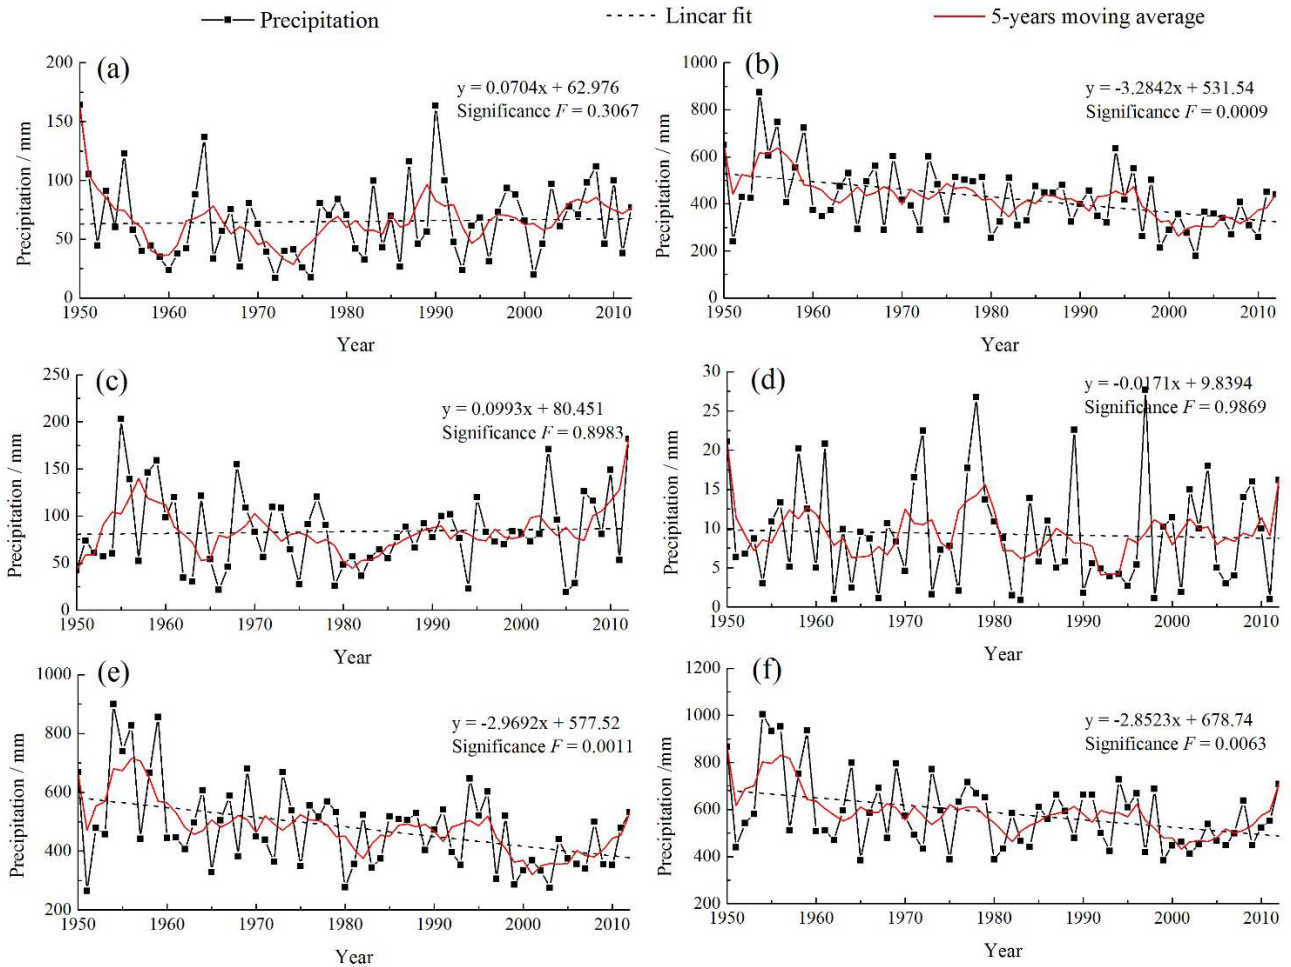 Precipitation
Linear fit
5-years moving average
(a)
y = 0.0704x + 62.976
Significance F = 0.3067
Precipitation / mm
200
150
100
50
0
1950 1960 1970 1980 1990 2000 2010
Year
(b)
y = -3.2842 + 531.54
Significance F = 0.0009
Precipitation / mm
1000
800
600
400
200
0
1950 1960 1970 1980 1990 2000 2010
Year
(c)
y = 0.0993x + 80.451
Significance F = 0.8983
Precipitation / mm
250
200
150
100
50
0
1950 1960 1970 1980 1990 2000 2010
Year
(d)
y = -0.0171x + 9.8394
Significance F = 0.9869
Precipitation / mm
30
25
20
15
10
5
0
1950 1960 1970 1980 1990 2000 2010
Year
(e)
y = -2.9692x + 577.52
Significance F = 0.0011
Precipitation / mm
1000
800
600
400
200
1950 1960 1970 1980 1990 2000 2010
Year
(f)
y = -2.8523x + 678.74
Significance F = 0.0063
Precipitation /mm
1200
1000
800
600
400
200
1950 1960 1970 1980 1990 2000 2010
Year